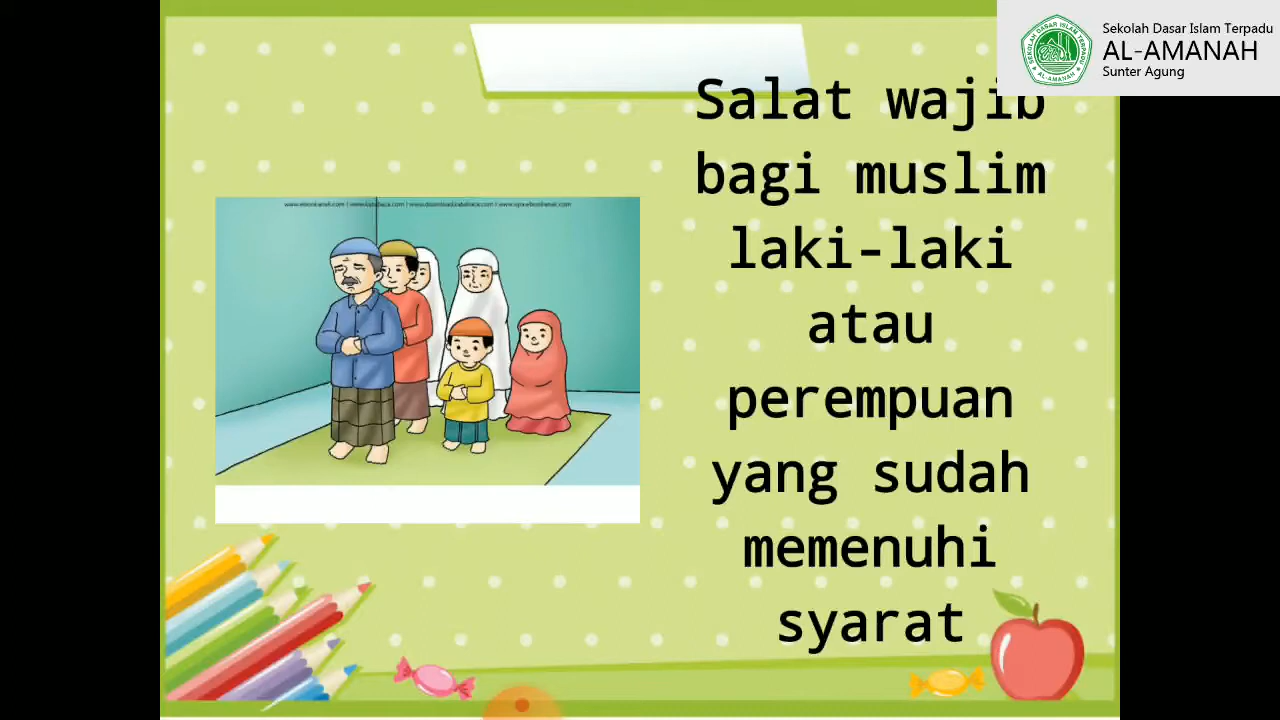 Sekolah Dasar Islam Terpadu
AL-AMANAH
Sunter Agung
Salat wajib
bagi muslim
laki-laki
atau
perempuan
yang sudah
memenuhi
syarat